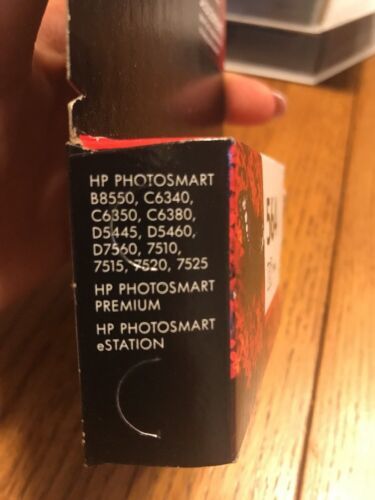 HP PHOTOSMART
B8550, C6340,
C6350, C6380,
D5445, D5460,
D7560, 7510,
7515, 7520, 7525
HP PHOTOSMART
PREMIUM
HP PHOTOSMART
eSTATION